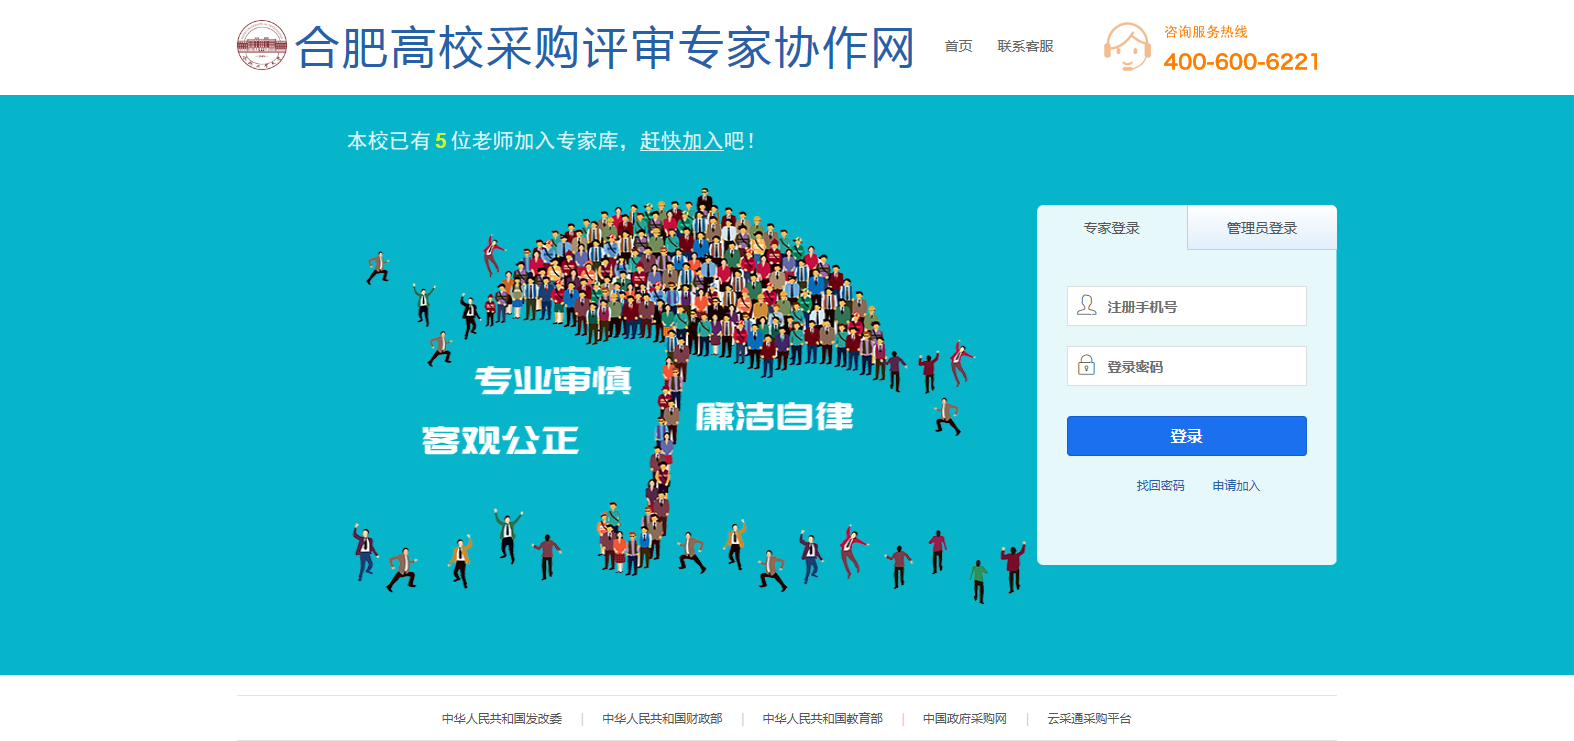 合肥高校采购评审专家协作网
首页 联系客服
咨询服务热线
400-600-6221
本校已有 5 位老师加入专家库，赶快加入吧！
专家登录 管理员登录
注册手机号
登录密码
登录
找回密码 申请加入
专业审慎
廉洁自律
客观公正
中华人民共和国发改委 | 中华人民共和国财政部 | 中华人民共和国教育部 | 中国政府采购网 | 云采通采购平台